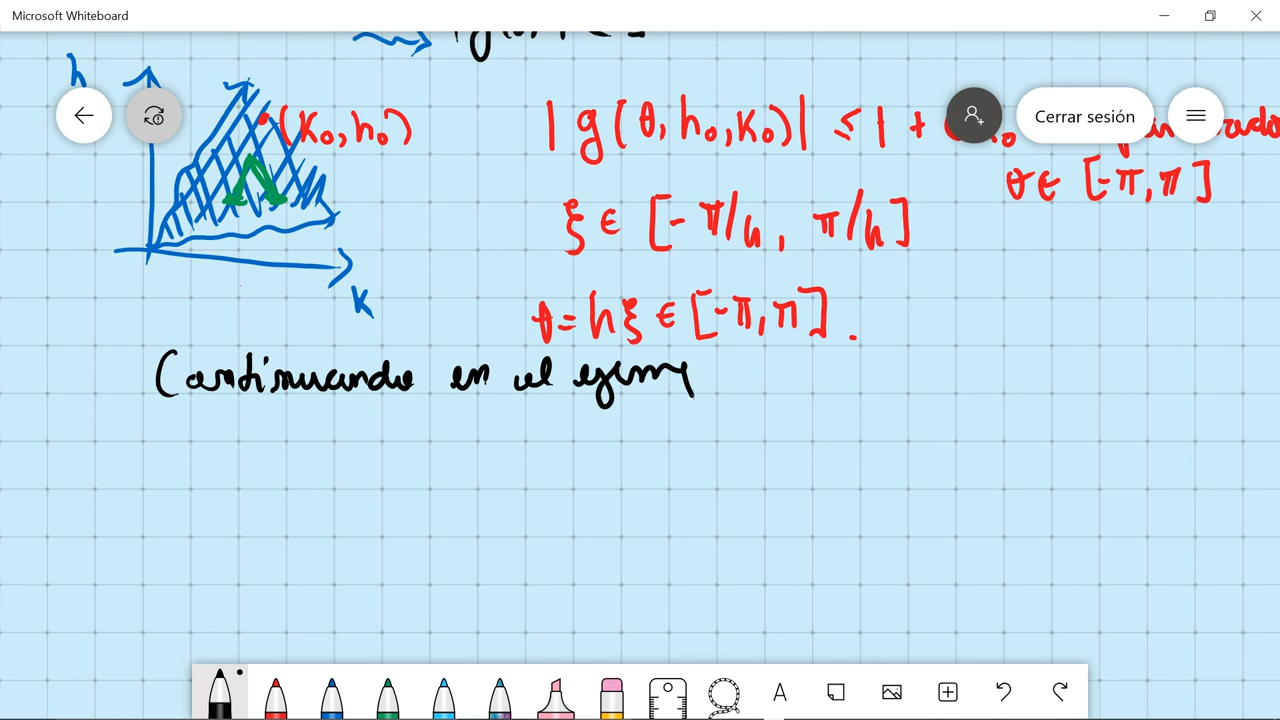 Microsoft Whiteboard
h
(k₀, h₀)
|g(θ, h₀, k₀)| ≤ 1 +
Cerrar sesión
θ ∈ [-π, π]
ξ ∈ [-π/h, π/h]
k
θ = hξ ∈ [-π, π].
Continuando en el ejemp
A